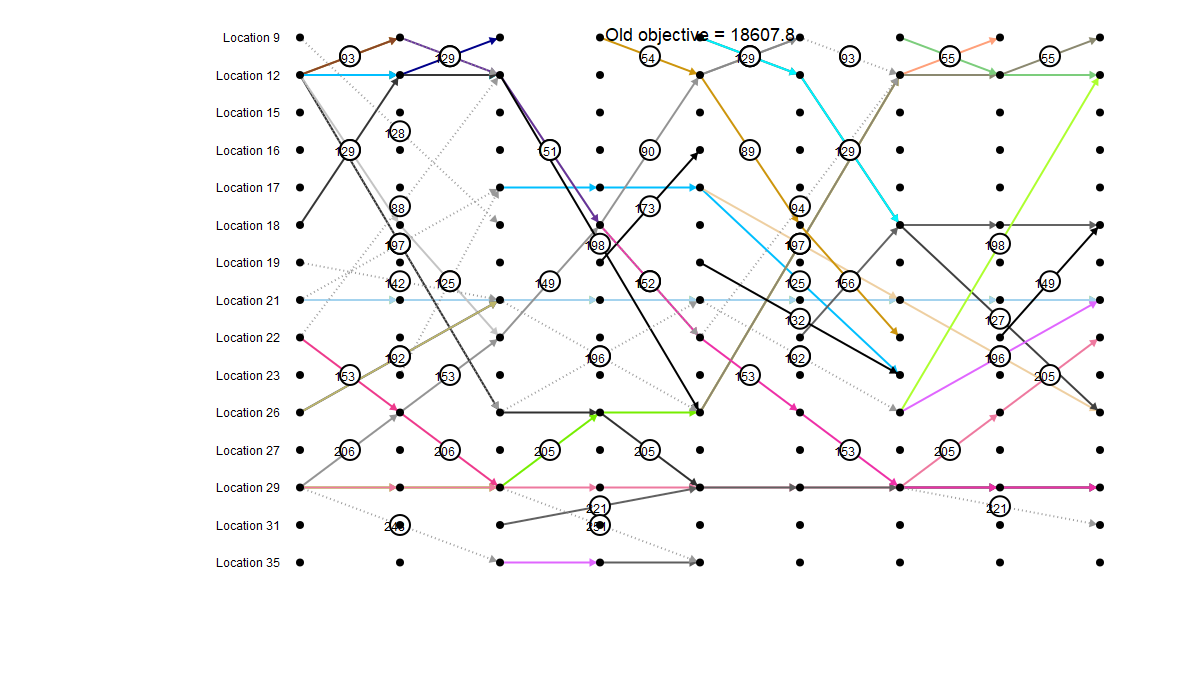 Old objective = 18607.8
Location 9
93
129
54
129
93
55
55
Location 12
Location 15
128
Location 16
129
51
90
89
129
Location 17
88
173
94
Location 18
197
198
197
198
Location 19
142
125
149
152
125
156
149
Location 21
132
127
Location 22
192
196
192
196
Location 23
153
153
153
205
Location 26
Location 27
206
206
205
205
153
205
Location 29
221
221
Location 31
Location 35